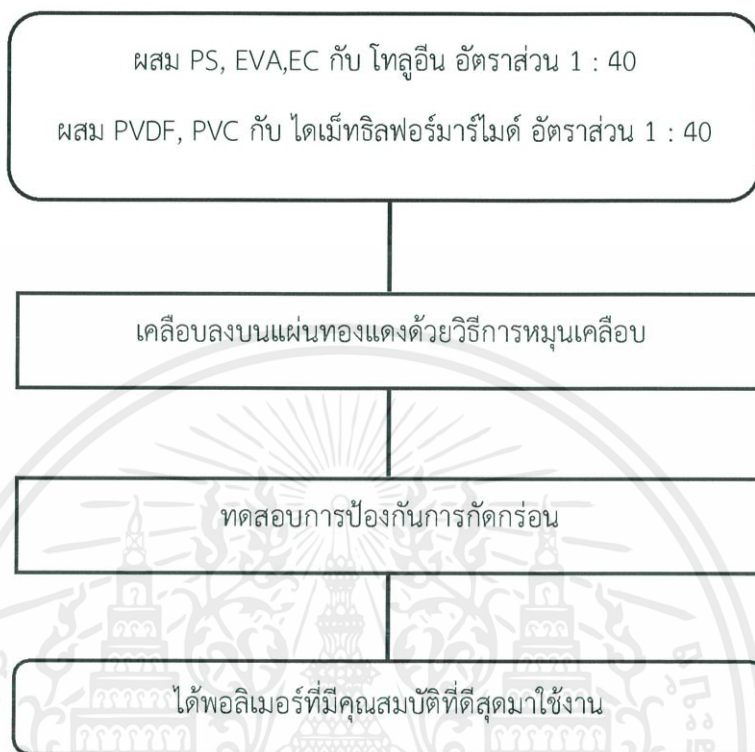 ผสม PS, EVA,EC กับ โทลูอีน อัตราส่วน 1 : 40
ผสม PVDF, PVC กับ ไดเม็ทธิลฟอร์มาร์ไมด์ อัตราส่วน 1 : 40
เคลือบลงบนแผ่นทองแดงด้วยวิธีการหมุนเคลือบ
ทดสอบการป้องกันการกัดกร่อน
ได้พอลิเมอร์ที่มีคุณสมบัติที่ดีสุดมาใช้งาน